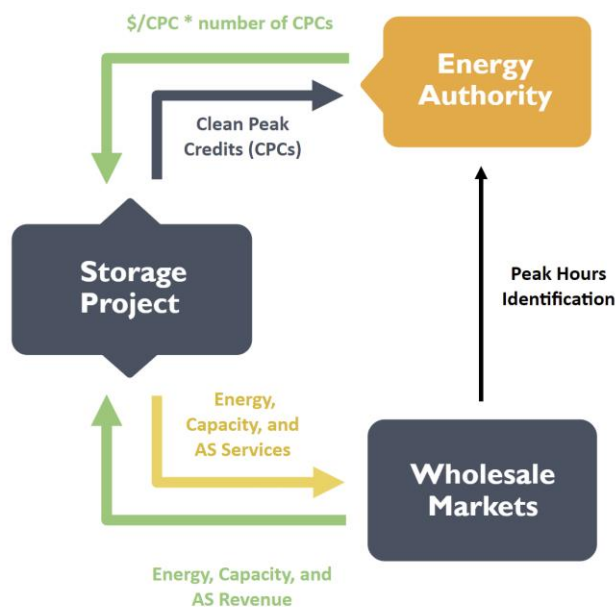 $/CPC * number of CPCs
Energy
Authority
Clean Peak
Credits (CPCs)
Storage
Project
Peak Hours
Identification
Energy,
Capacity, and
AS Services
Wholesale
Markets
Energy, Capacity, and
AS Revenue